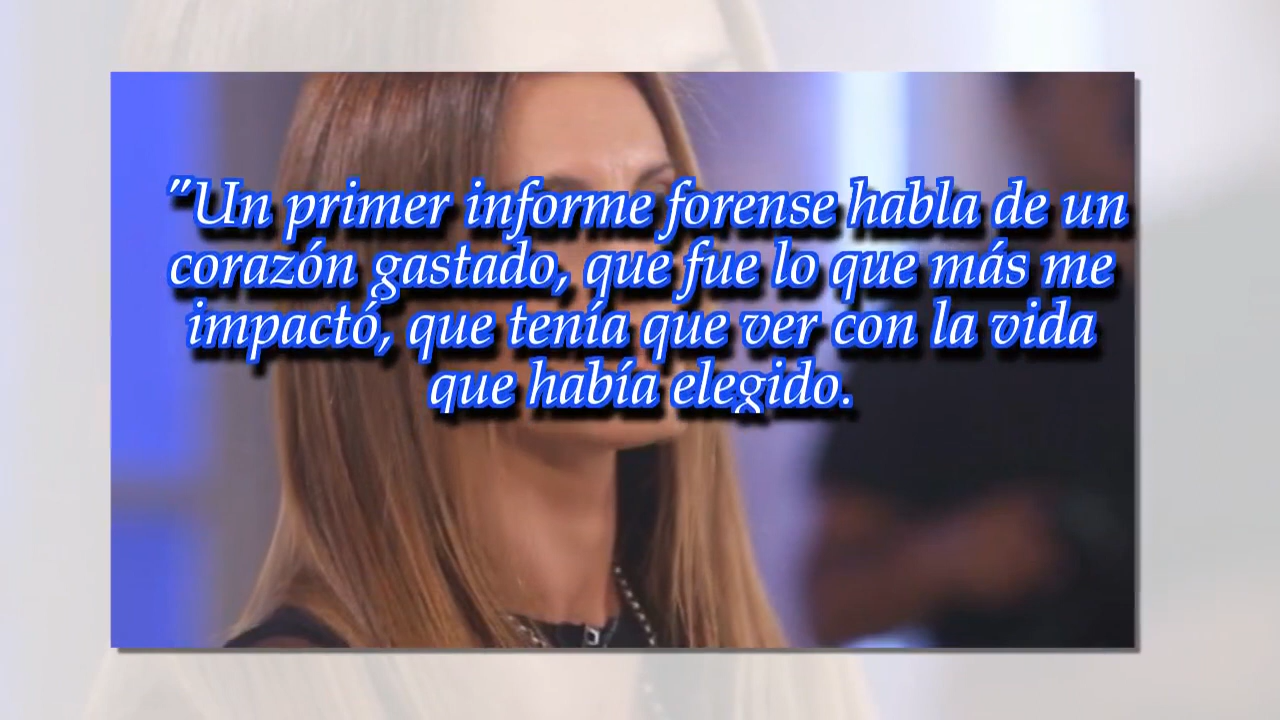 "Un primer informe forense habla de un
corazón gastado, que fue lo que más me
impactó, que tenía que ver con la vida
que había elegido.